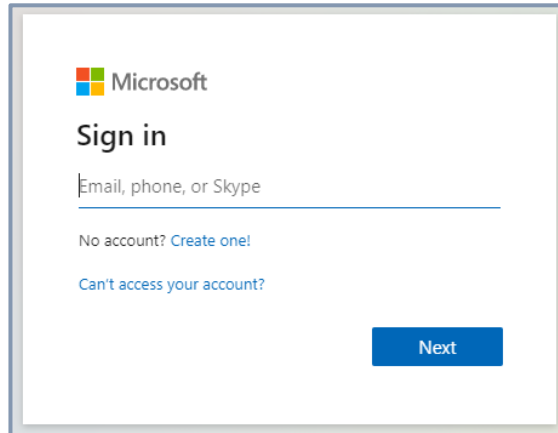 Microsoft
Sign in
Email, phone, or Skype
No account? Create one!
Can't access your account?
Next